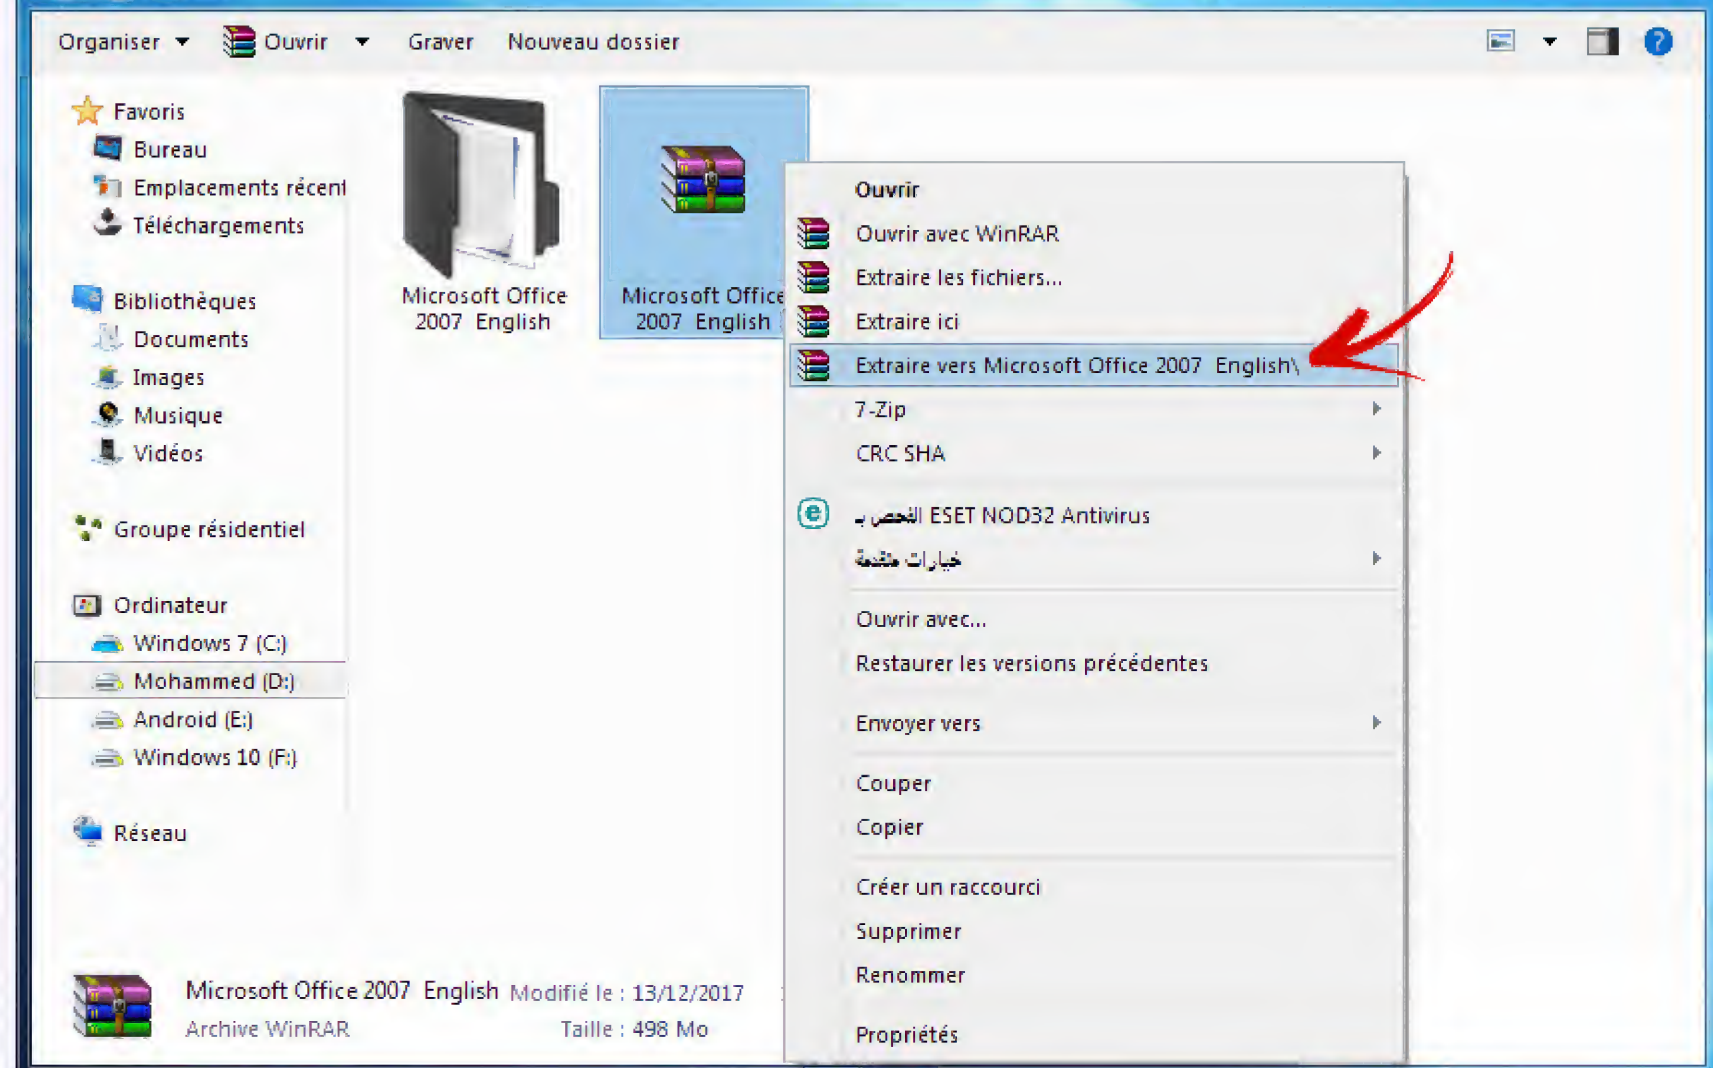 Organiser Ouvrir Graver Nouveau dossier
Favoris
Bureau
Emplacements récent
Téléchargements
Bibliothèques
Documents
Images
Musique
Vidéos
Groupe résidentiel
Ordinateur
Windows 7 (C:)
Mohammed (D:)
Android (E:)
Windows 10 (F:)
Réseau
Microsoft Office
2007 English
Microsoft Office
2007 English
Ouvrir
Ouvrir avec WinRAR
Extraire les fichiers...
Extraire ici
Extraire vers Microsoft Office 2007 English\
7-Zip
CRC SHA
الفحص بـ ESET NOD32 Antivirus
خيارات متقدمة
Ouvrir avec...
Restaurer les versions précédentes
Envoyer vers
Couper
Copier
Créer un raccourci
Supprimer
Renommer
Propriétés
Microsoft Office 2007 English Modifié le : 13/12/2017
Archive WinRAR Taille : 498 Mo